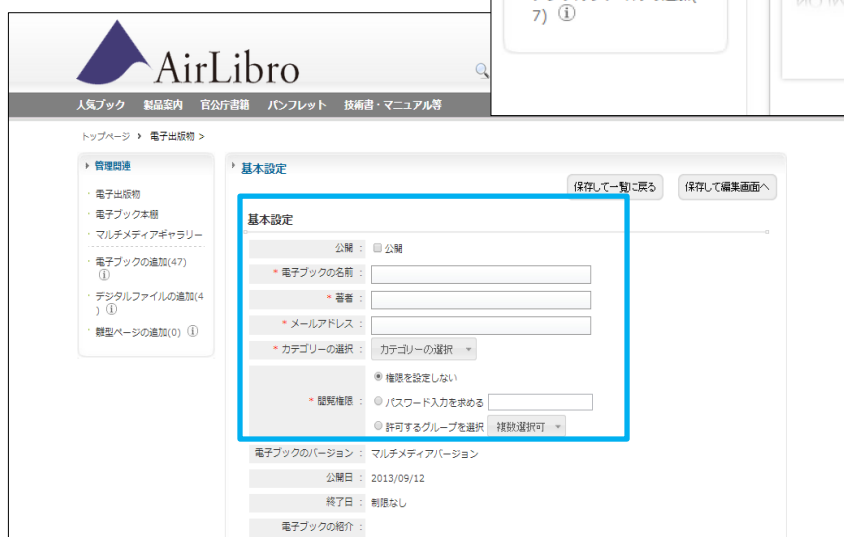 7) ⓘ
AirLibro
人気ブック 製品案内 官公庁書籍 パンフレット 技術書・マニュアル等
トップページ > 電子出版物 >
管理関連
電子出版物
電子ブック本棚
マルチメディアギャラリー
電子ブックの追加(47)
ⓘ
デジタルファイルの追加(4
) ⓘ
雛型ページの追加(0) ⓘ
基本設定
保存して一覧に戻る 保存して編集画面へ
基本設定
公開 : 公開
* 電子ブックの名前 :
* 著者 :
* メールアドレス :
* カテゴリーの選択 : カテゴリーの選択
権限を設定しない
* 閲覧権限 : パスワード入力を求める
許可するグループを選択 複数選択可
電子ブックのバージョン : マルチメディアバージョン
公開日 : 2013/09/12
終了日 : 制限なし
電子ブックの紹介 :